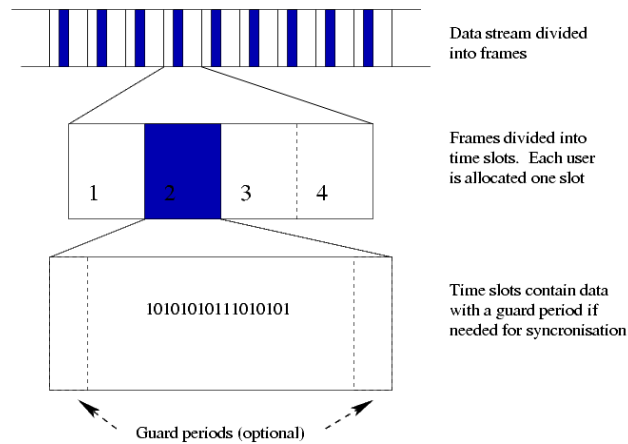 Data stream divided
into frames
Frames divided into
time slots. Each user
is allocated one slot
1 2 3 4
Time slots contain data
with a guard period if
needed for syncronisation
10101010111010101
Guard periods (optional)